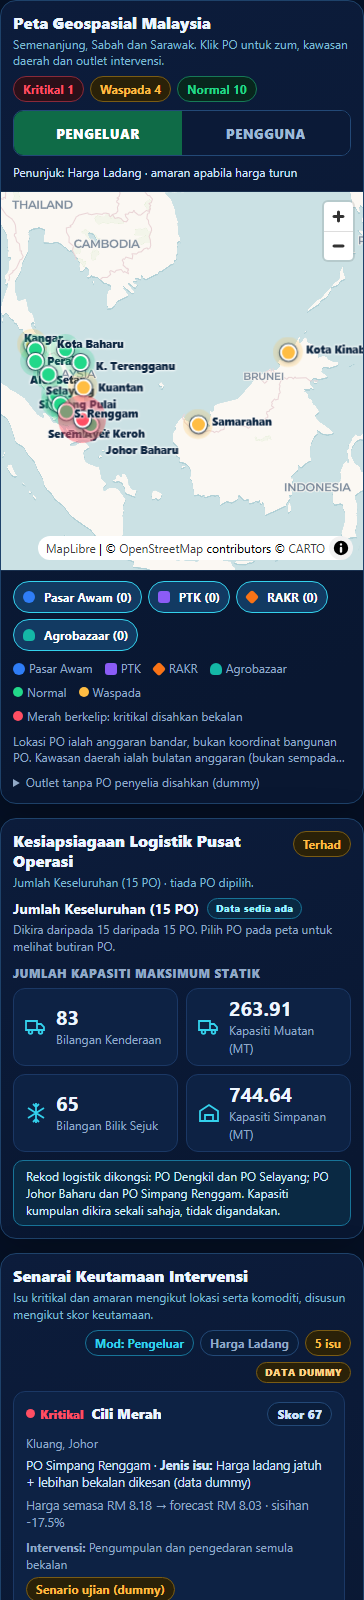 Peta Geospasial Malaysia
Semenanjung, Sabah dan Sarawak. Klik PO untuk zum, kawasan
daerah dan outlet intervensi.
Kritikal 1
Waspada 4
Normal 10
PENGELUAR
PENGGUNA
Penunjuk: Harga Ladang · amaran apabila harga turun
THAILAND
CAMBODIA
Kangar
Kota Baharu
K. Terengganu
Kuantan
S. Renggam
Ayer Keroh
Johor Baharu
Kota Kinab
BRUNEI
Samarahan
INDONESIA
MapLibre | © OpenStreetMap contributors © CARTO
Pasar Awam (0)
PTK (0)
RAKR (0)
Agrobazaar (0)
Pasar Awam
PTK
RAKR
Agrobazaar
Normal
Waspada
Merah berkelip: kritikal disahkan bekalan
Lokasi PO ialah anggaran bandar, bukan koordinat bangunan
PO. Kawasan daerah ialah bulatan anggaran (bukan sempada...
Outlet tanpa PO penyelia disahkan (dummy)
Kesiapsiagaan Logistik Pusat
Operasi
Terhad
Jumlah Keseluruhan (15 PO) · tiada PO dipilih.
Jumlah Keseluruhan (15 PO)
Data sedia ada
Dikira daripada 15 daripada 15 PO. Pilih PO pada peta untuk
melihat butiran PO.
JUMLAH KAPASITI MAKSIMUM STATIK
83
Bilangan Kenderaan
263.91
Kapasiti Muatan
(MT)
65
Bilangan Bilik Sejuk
744.64
Kapasiti Simpanan
(MT)
Rekod logistik dikongsi: PO Dengkil dan PO Selayang; PO
Johor Baharu dan PO Simpang Renggam. Kapasiti
kumpulan dikira sekali sahaja, tidak digandakan.
Senarai Keutamaan Intervensi
Isu kritikal dan amaran mengikut lokasi serta komoditi, disusun
mengikut skor keutamaan.
Mod: Pengeluar
Harga Ladang
5 isu
DATA DUMMY
Kritikal Cili Merah
Skor 67
Kluang, Johor
PO Simpang Renggam · Jenis isu: Harga ladang jatuh
+ lebihan bekalan dikesan (data dummy)
Harga semasa RM 8.18 → forecast RM 8.03 · sisihan
-17.5%
Intervensi: Pengumpulan dan pengedaran semula
bekalan
Senario ujian (dummy)